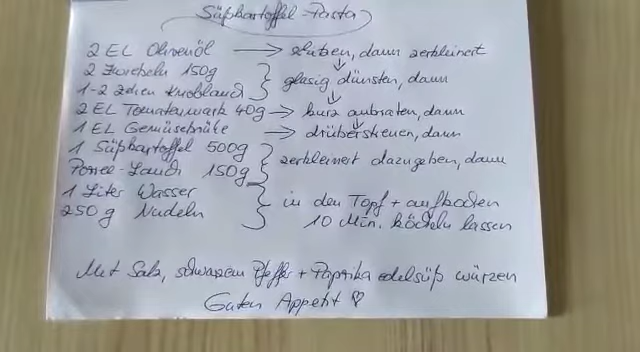 Süßkartoffel-Pasta
2 EL Olivenöl → schälen, dann zerkleinert
2 Zwiebeln 150g
1-2 Zehen Knoblauch } glasig dünsten, dann
2 EL Tomatenmark 40g → kurz anbraten, dann
1 EL Gemüsebrühe → drüberstreuen, dann
1 Süßkartoffel 500g
Porree-Lauch 150g } zerkleinert dazugeben, dann
1 Liter Wasser } in den Topf + aufkochen
250 g Nudeln 10 Min. köcheln lassen
Mit Salz, schwarzem Pfeffer + Paprika edelsüß würzen
Guten Appetit ♡